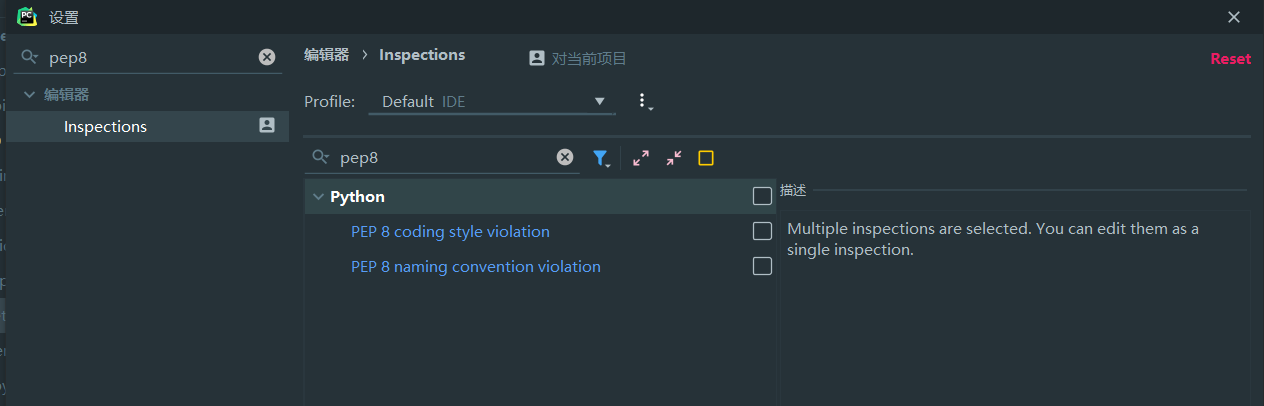 设置
pep8
编辑器
Inspections
编辑器 › Inspections
对当前项目
Reset
Profile: Default IDE
pep8
Python
PEP 8 coding style violation
PEP 8 naming convention violation
描述
Multiple inspections are selected. You can edit them as a
single inspection.